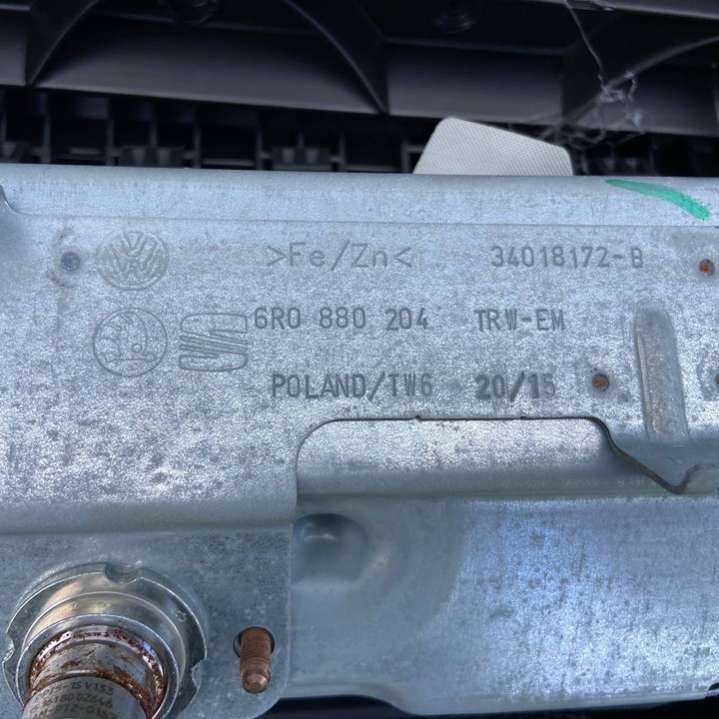 >Fe/Zn< 34018172-B
6R0 880 204 TRW-EM
POLAND/TW6 20/15